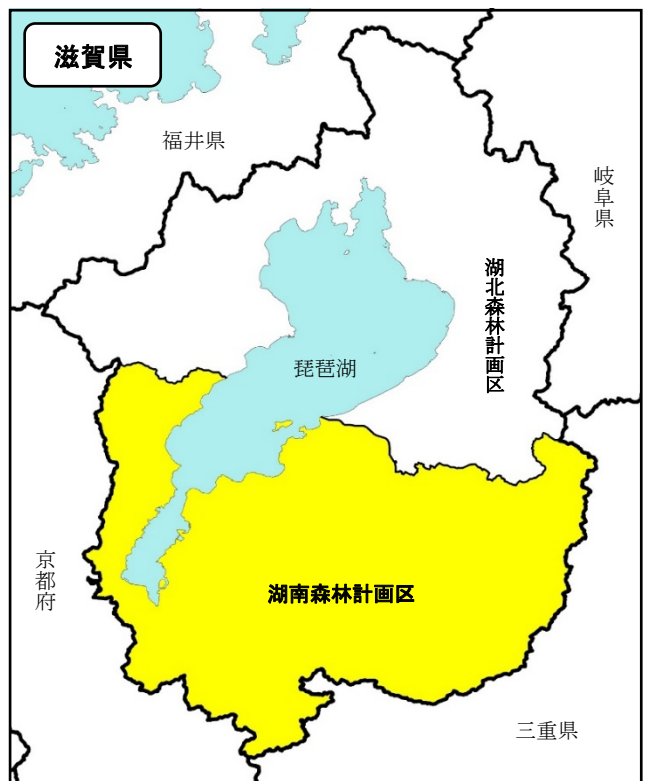 滋賀県
福井県
岐阜県
湖北森林計画区
琵琶湖
京都府
湖南森林計画区
三重県